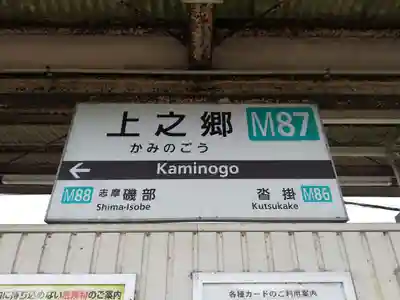 上之郷 M87
かみのごう
← Kaminogo
M88 志摩磯部
Shima-Isobe
沓掛 M86
Kutsukake
各種カードのご利用案内